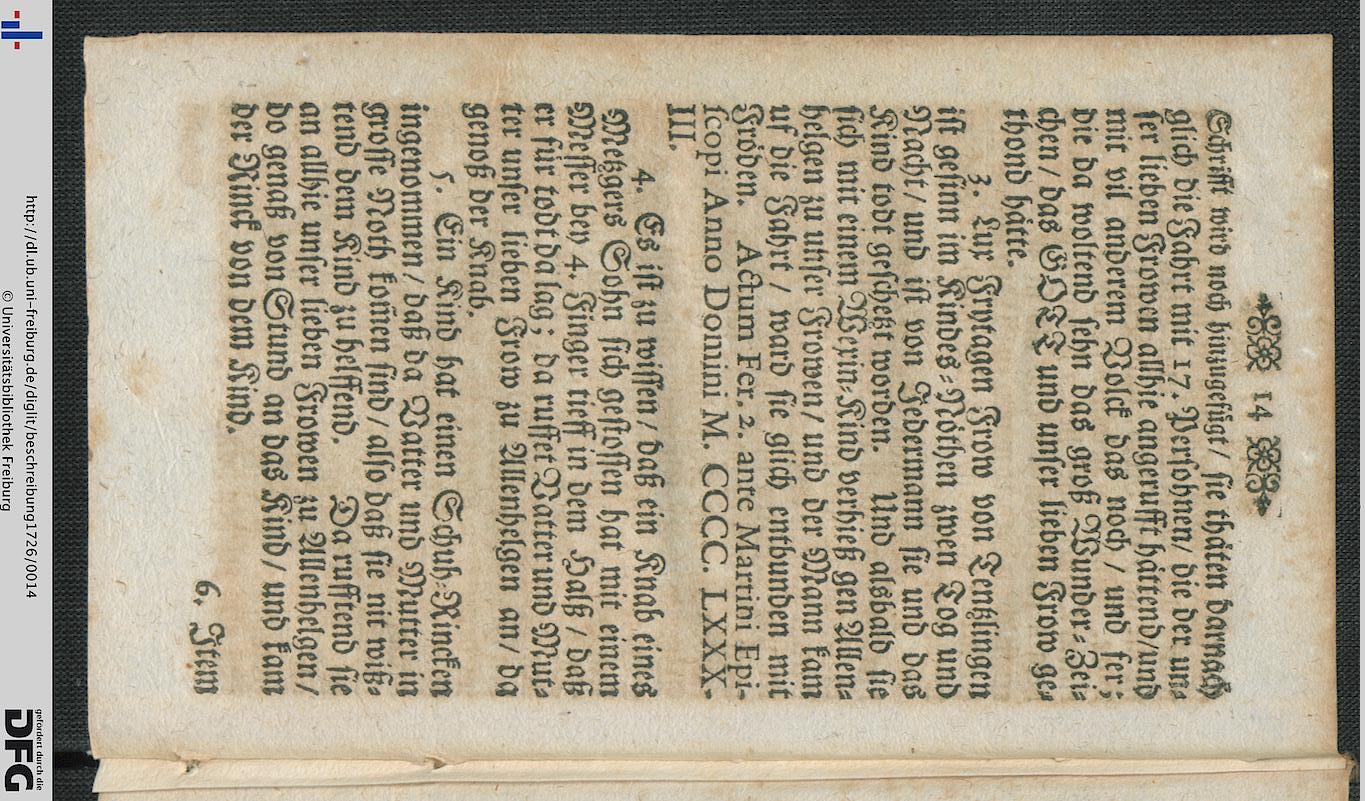 14
Schrifft wird noch hinzugefügt / sie thäten darnach
glich die Fahrt mit 17. Persohnen / die der un-
ser lieben Frowen allhie angerufft hättend / und
mit vil anderem Volck das noch / und fer;
die da woltend sehn das groß Wunder-Zei-
chen / das GOTT und unser lieben Frow ge-
thond hätte.
3. Lux Frytagen Frow von Tenzlingen
ist gesinn in Kindes-Nöthen zwen Tog und
Nacht / und ist von Jedermann sie und das
Kind todt geschetzt worden. Und alsbald sie
sich mit einem Wexin-Kind verhieß gen Allen-
helgen zu unser Frowen / und der Mann kam
uf die Fahrt / ward sie glich entbunden mit
Fröden. Actum Fer. 2. ante Martini Epi-
scopi Anno Domini M. CCCC. LXXX-
III.
4. Es ist zu wissen / daß ein Knab eines
Metzgers Sohn sich gestossen hat mit einem
Messer bey 4. Finger tieff in dem Halß / daß
er für todt da lag; da ruffet Vatter und Mut-
ter unser lieben Frow zu Allenhelgen an / da
genoß der Knab.
5. Ein Kind hat einen Schuh-Rincken
ingenommen / daß da Vatter und Mutter in
grosse Noth komen sind / also daß sie nit wiß-
tend dem Kind zu helffend. Da rufftend sie
an allhie unser lieben Frowen zu Allenhelgen /
do genaß von Stund an das Kind / und kam
der Rinck von dem Kind.
6. Item
http://dl.ub.uni-freiburg.de/diglit/beschreibung1726/0014
© Universitätsbibliothek Freiburg
gefördert durch die
DFG